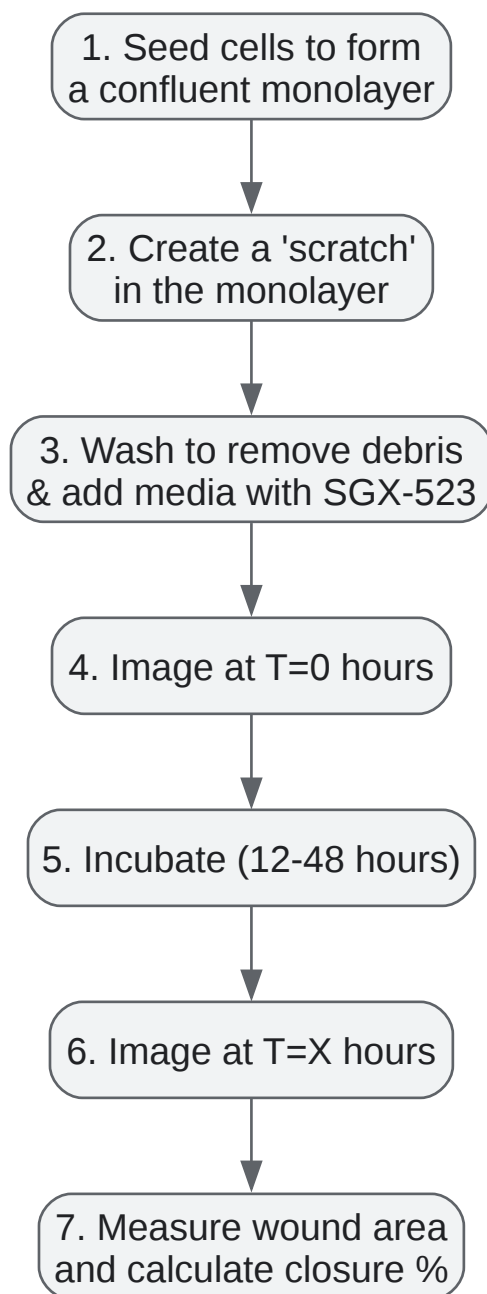 1. Seed cells to form
a confluent monolayer
2. Create a 'scratch'
in the monolayer
3. Wash to remove debris
& add media with SGX-523
4. Image at T=0 hours
5. Incubate (12-48 hours)
6. Image at T=X hours
7. Measure wound area
and calculate closure %